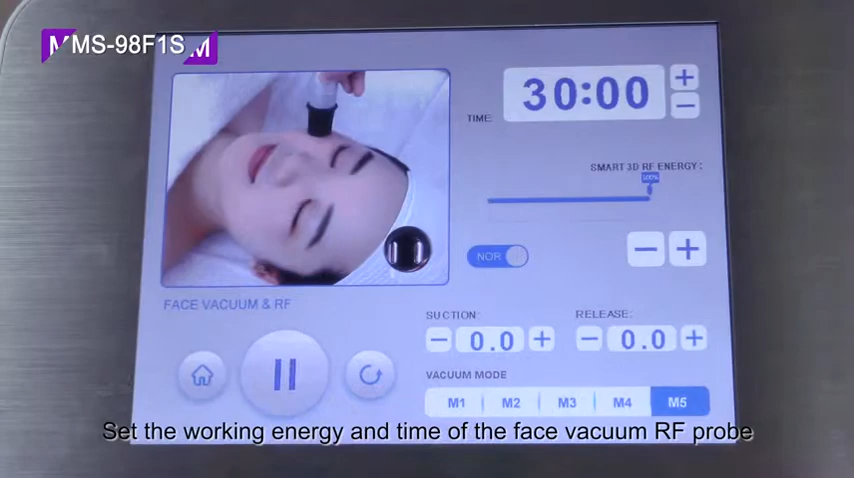 MMS-98F1S M
30:00
TIME:
SMART 3D RF ENERGY:
100%
NOR
FACE VACUUM & RF
SUCTION:
RELEASE:
0.0
0.0
VACUUM MODE
M1 M2 M3 M4 M5
Set the working energy and time of the face vacuum RF probe